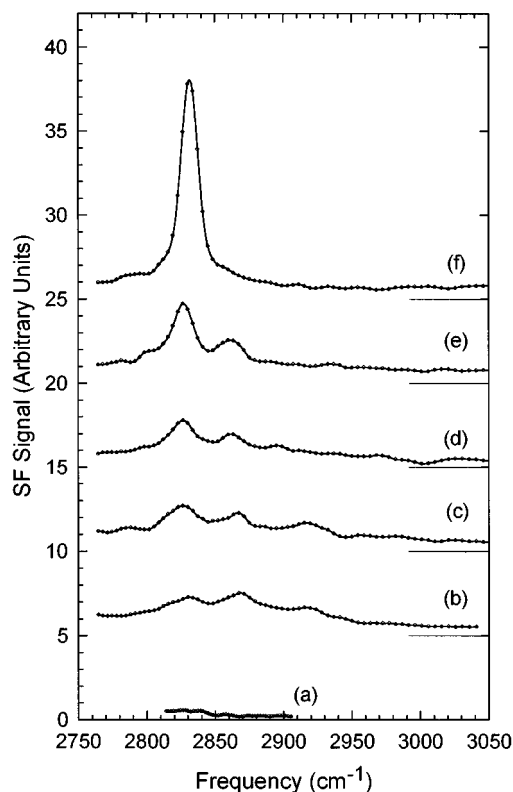 SF Signal (Arbitrary Units)
40
35
30
25
20
15
10
5
0
(f)
(e)
(d)
(c)
(b)
(a)
2750 2800 2850 2900 2950 3000 3050
Frequency (cm⁻¹)